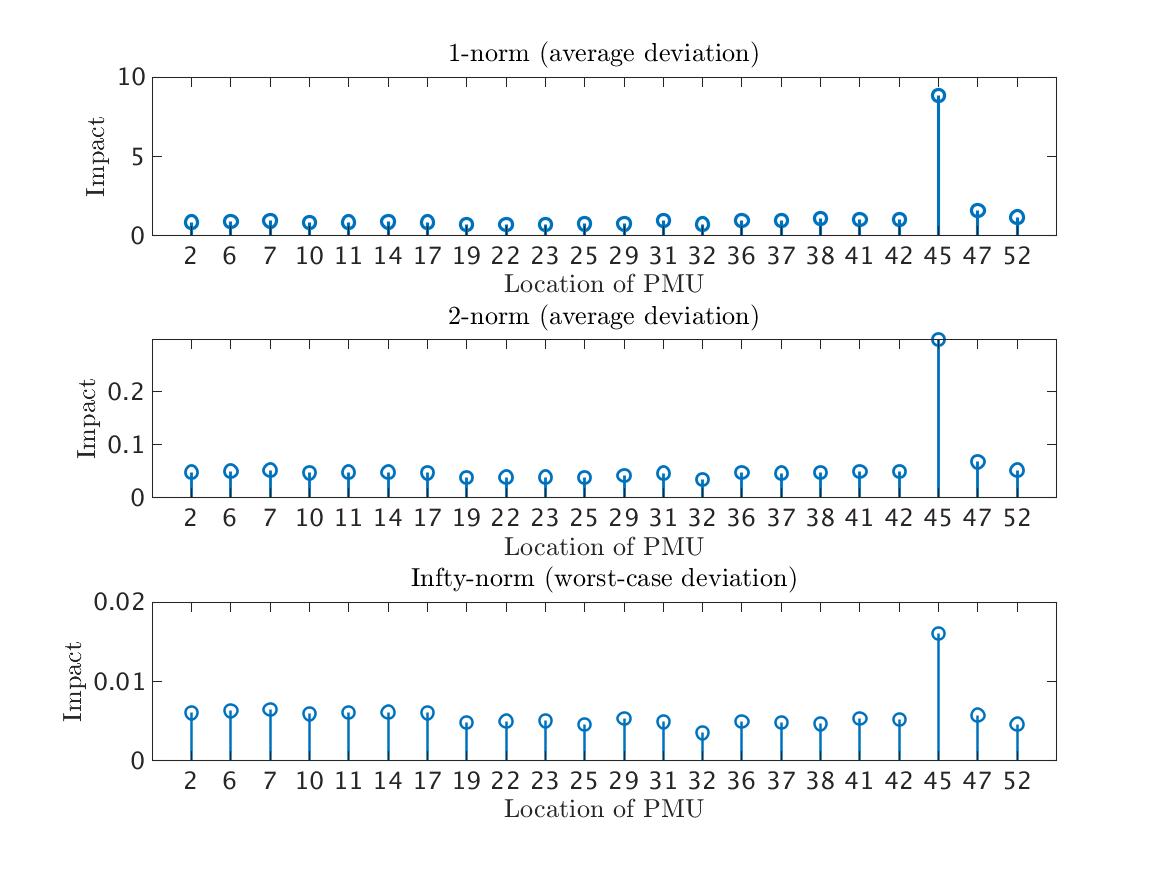 1-norm (average deviation)
10
5
0
Impact
2 6 7 10 11 14 17 19 22 23 25 29 31 32 36 37 38 41 42 45 47 52
Location of PMU
2-norm (average deviation)
0.2
0.1
0
Impact
2 6 7 10 11 14 17 19 22 23 25 29 31 32 36 37 38 41 42 45 47 52
Location of PMU
Infty-norm (worst-case deviation)
0.02
0.01
0
Impact
2 6 7 10 11 14 17 19 22 23 25 29 31 32 36 37 38 41 42 45 47 52
Location of PMU